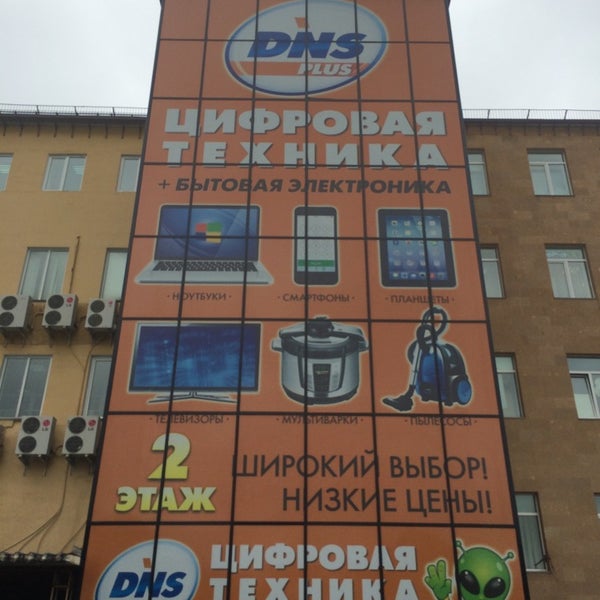 DNS
PLUS
ЦИФРОВАЯ
ТЕХНИКА
+ БЫТОВАЯ ЭЛЕКТРОНИКА
· НОУТБУКИ · · СМАРТФОНЫ · · ПЛАНШЕТЫ ·
· ТЕЛЕВИЗОРЫ · · МУЛЬТИВАРКИ · · ПЫЛЕСОСЫ ·
2
ЭТАЖ
ШИРОКИЙ ВЫБОР!
НИЗКИЕ ЦЕНЫ!
DNS
ЦИФРОВАЯ
ТЕХНИКА